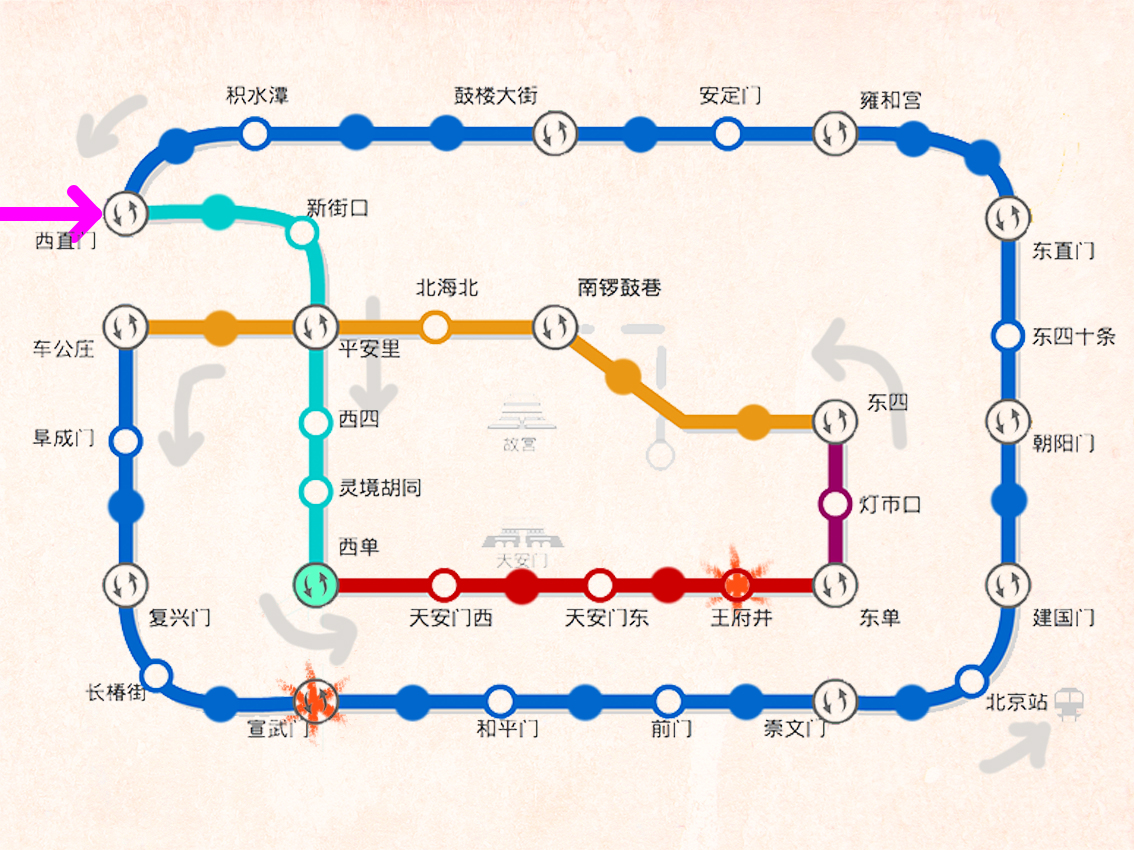 积水潭
鼓楼大街
安定门
雍和宫
新街口
西直门
东直门
北海北
南锣鼓巷
东四十条
车公庄
平安里
东四
西四
阜成门
故宫
朝阳门
灵境胡同
灯市口
西单
天安门
复兴门
天安门西
天安门东
王府井
东单
建国门
长椿街
北京站
宣武门
和平门
前门
崇文门